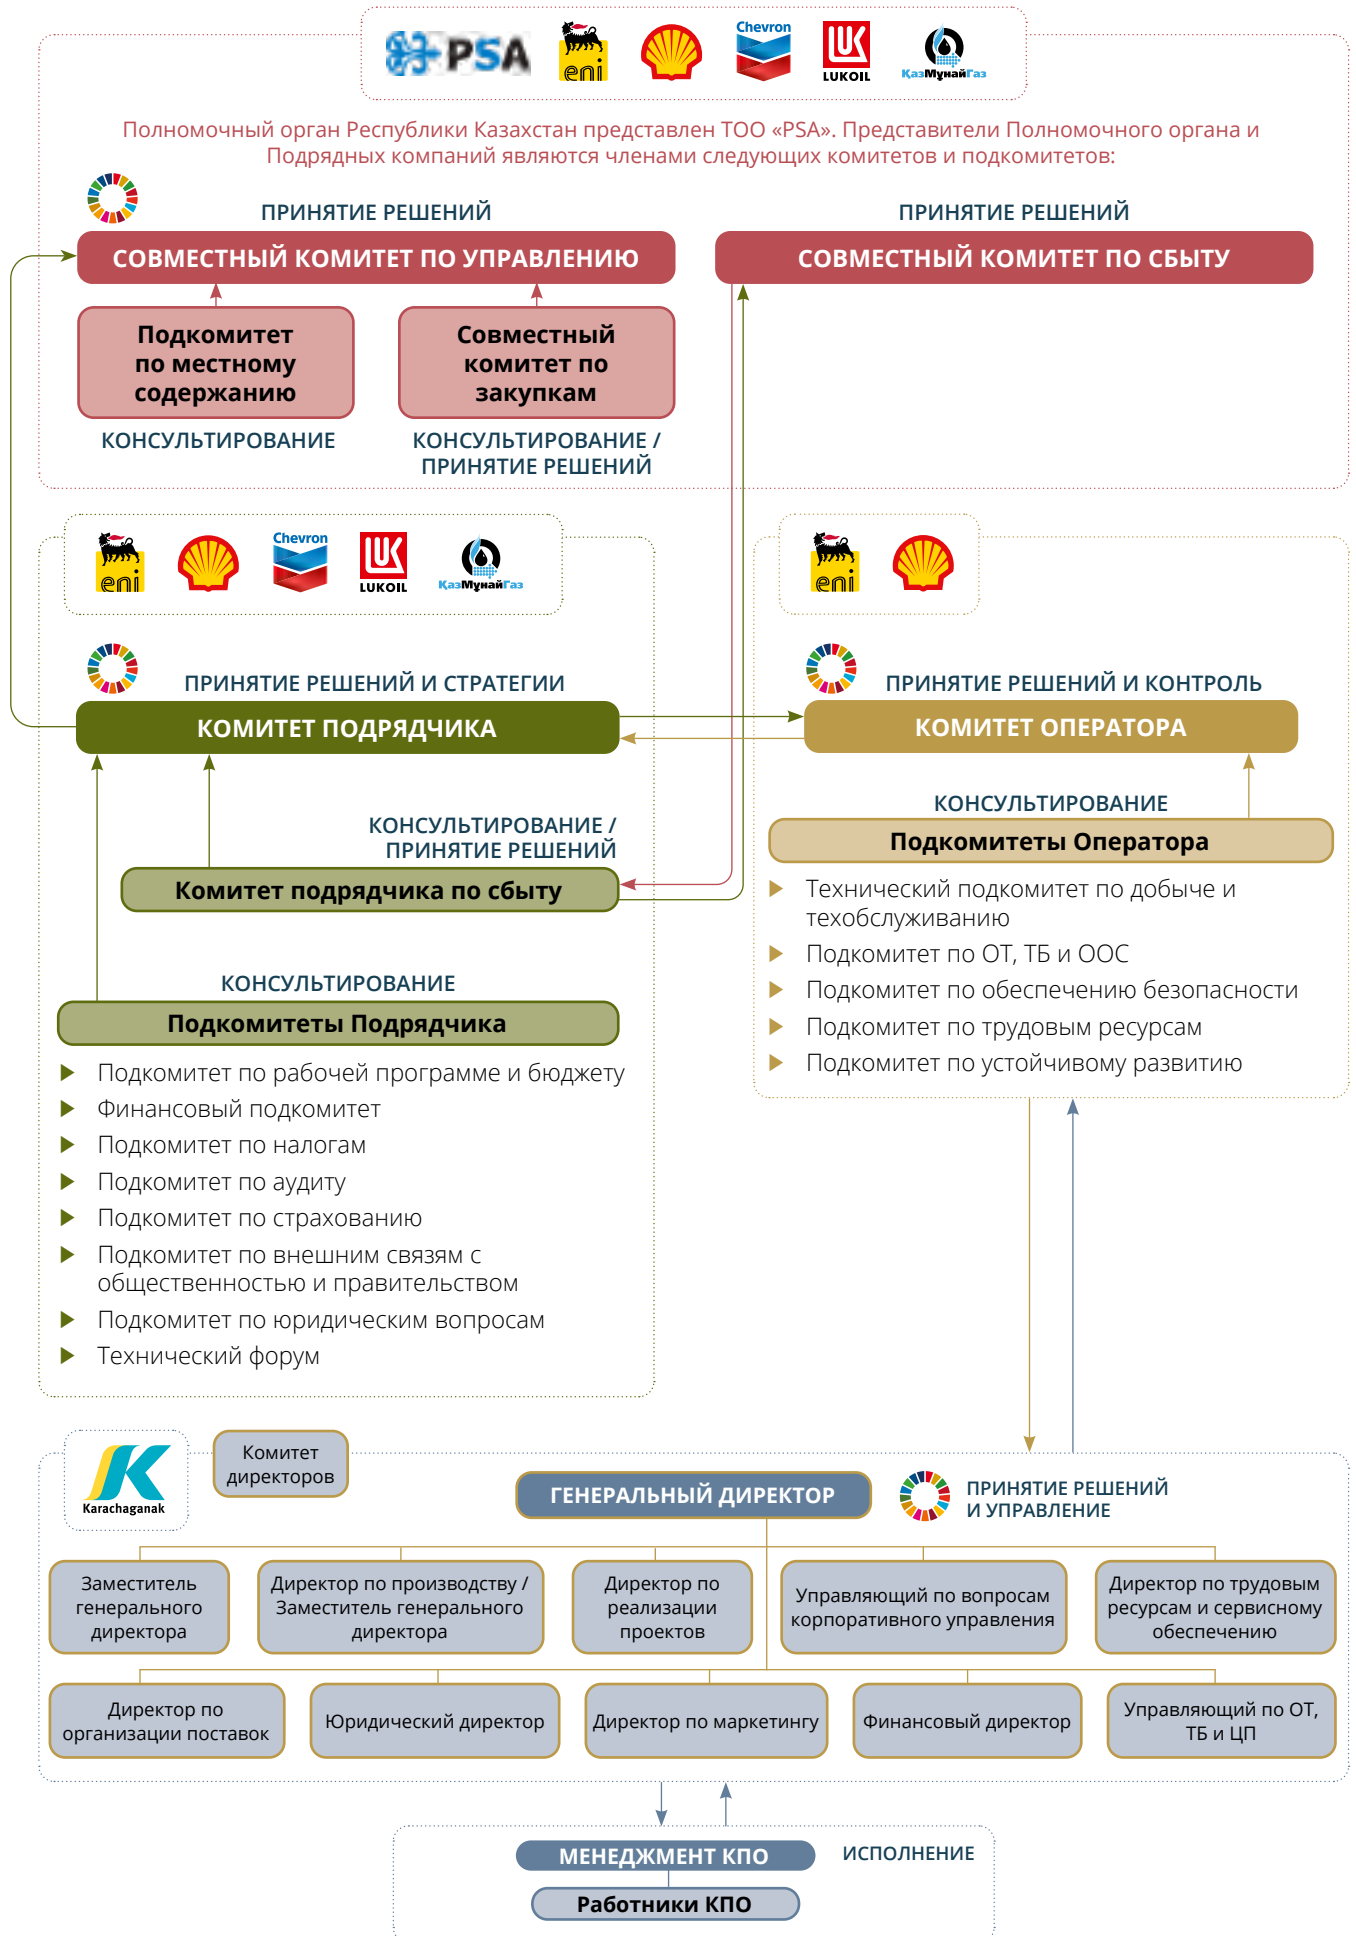 PSA
eni
Chevron
LUKOIL
ҚазМұнайГаз
Полномочный орган Республики Казахстан представлен ТОО «PSA». Представители Полномочного органа и
Подрядных компаний являются членами следующих комитетов и подкомитетов:
ПРИНЯТИЕ РЕШЕНИЙ
СОВМЕСТНЫЙ КОМИТЕТ ПО УПРАВЛЕНИЮ
ПРИНЯТИЕ РЕШЕНИЙ
СОВМЕСТНЫЙ КОМИТЕТ ПО СБЫТУ
Подкомитет
по местному
содержанию
КОНСУЛЬТИРОВАНИЕ
Совместный
комитет по
закупкам
КОНСУЛЬТИРОВАНИЕ /
ПРИНЯТИЕ РЕШЕНИЙ
eni
Chevron
LUKOIL
ҚазМұнайГаз
ПРИНЯТИЕ РЕШЕНИЙ И СТРАТЕГИИ
КОМИТЕТ ПОДРЯДЧИКА
КОНСУЛЬТИРОВАНИЕ /
ПРИНЯТИЕ РЕШЕНИЙ
Комитет подрядчика по сбыту
КОНСУЛЬТИРОВАНИЕ
Подкомитеты Подрядчика
Подкомитет по рабочей программе и бюджету
Финансовый подкомитет
Подкомитет по налогам
Подкомитет по аудиту
Подкомитет по страхованию
Подкомитет по внешним связям с
общественностью и правительством
Подкомитет по юридическим вопросам
Технический форум
eni
ПРИНЯТИЕ РЕШЕНИЙ И КОНТРОЛЬ
КОМИТЕТ ОПЕРАТОРА
КОНСУЛЬТИРОВАНИЕ
Подкомитеты Оператора
Технический подкомитет по добыче и
техобслуживанию
Подкомитет по ОТ, ТБ и ООС
Подкомитет по обеспечению безопасности
Подкомитет по трудовым ресурсам
Подкомитет по устойчивому развитию
Karachaganak
Комитет
директоров
ГЕНЕРАЛЬНЫЙ ДИРЕКТОР
ПРИНЯТИЕ РЕШЕНИЙ
И УПРАВЛЕНИЕ
Заместитель
генерального
директора
Директор по производству /
Заместитель генерального
директора
Директор по
реализации
проектов
Управляющий по вопросам
корпоративного управления
Директор по трудовым
ресурсам и сервисному
обеспечению
Директор по
организации поставок
Юридический директор
Директор по маркетингу
Финансовый директор
Управляющий по ОТ,
ТБ и ЦП
МЕНЕДЖМЕНТ КПО
ИСПОЛНЕНИЕ
Работники КПО